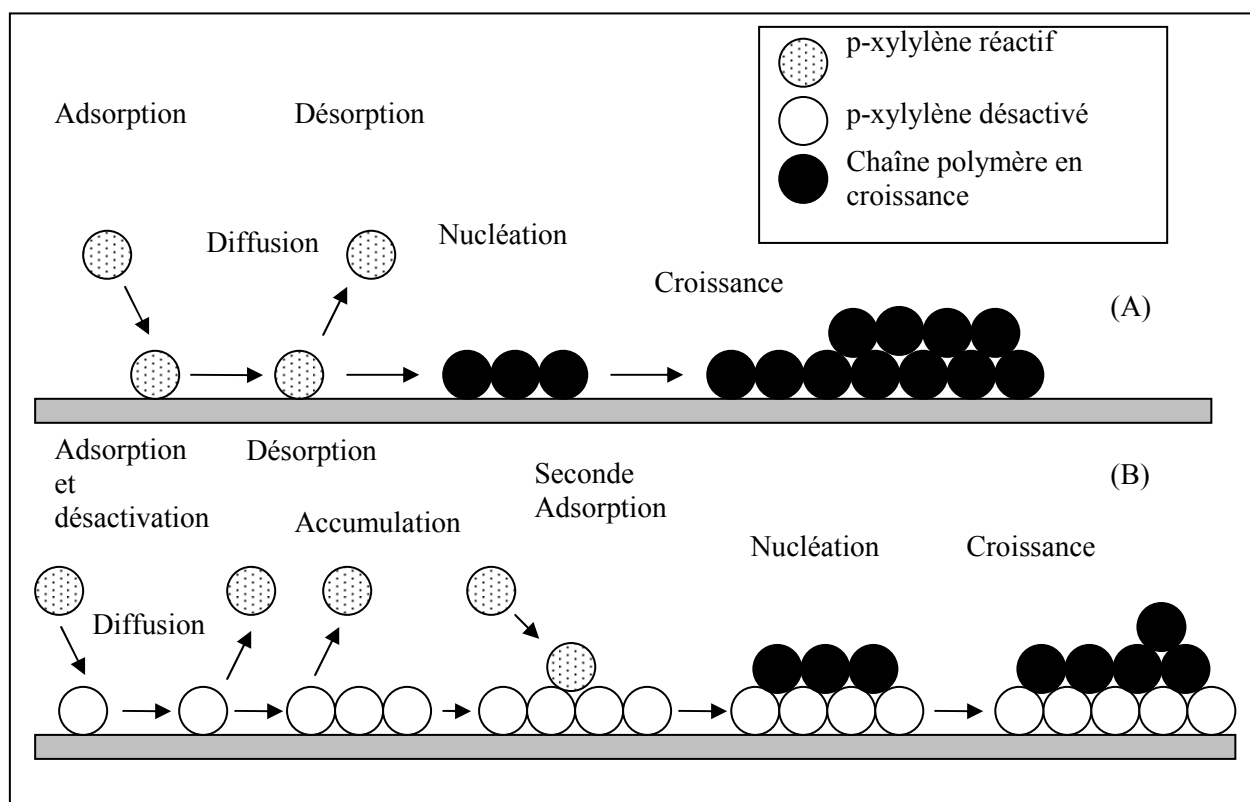 p-xylylène réactif
p-xylylène désactivé
Chaîne polymère en
croissance
Adsorption
Désorption
Diffusion
Nucléation
Croissance
(A)
Adsorption
et
désactivation
Désorption
Diffusion
Accumulation
Seconde
Adsorption
Nucléation
Croissance
(B)